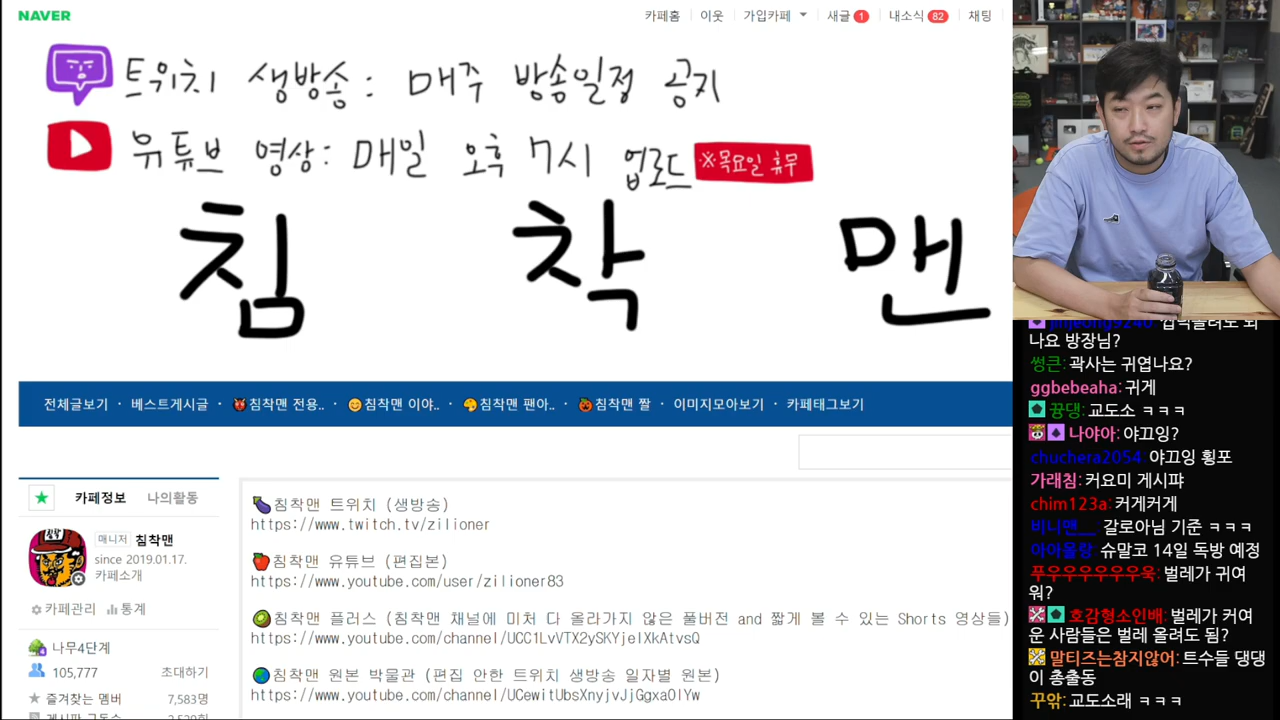 NAVER
카페홈 이웃 가입카페 새글 1 내소식 82 채팅
트위치 생방송 : 매주 방송일정 공지
유튜브 영상 : 매일 오후 7시 업로드 ※목요일 휴무
침 착 맨
전체글보기 · 베스트게시글 · 침착맨 전용.. · 침착맨 이야.. · 침착맨 팬아.. · 침착맨 짤 · 이미지모아보기 · 카페태그보기
카페정보 나의활동
매니저 침착맨
since 2019.01.17.
카페소개
카페관리 통계
나무4단계
105,777 초대하기
즐겨찾는 멤버 7,583명
침착맨 트위치 (생방송)
https://www.twitch.tv/zilioner
침착맨 유튜브 (편집본)
https://www.youtube.com/user/zilioner83
침착맨 플러스 (침착맨 채널에 미처 다 올라가지 않은 풀버전 and 짧게 볼 수 있는 Shorts 영상들)
https://www.youtube.com/channel/UCC1LvVTX2ySKYjelXkAtvsQ
침착맨 원본 박물관 (편집 안한 트위치 생방송 일자별 원본)
https://www.youtube.com/channel/UCewitUbsXnyjvJjGgxaOlYw
나요 방장님?
썽큰: 곽사는 귀엽나요?
ggbebeaha: 귀게
끙댕: 교도소 ㅋㅋㅋ
나야아: 야끄잉?
chuchera2054: 야끄잉 횡포
가래침: 커요미 게시퍄
chim123a: 커게커게
비니맨__: 갈로아님 기준 ㅋㅋㅋ
아아몰랑: 슈말코 14일 독방 예정
푸우우우우우우욱: 벌레가 귀여
워?
호감형소인배: 벌레가 커여
운 사람들은 벌레 올려도 됨?
말티즈는참지않어: 트수들 댕댕
이 총출동
꾸앆: 교도소래 ㅋㅋㅋ